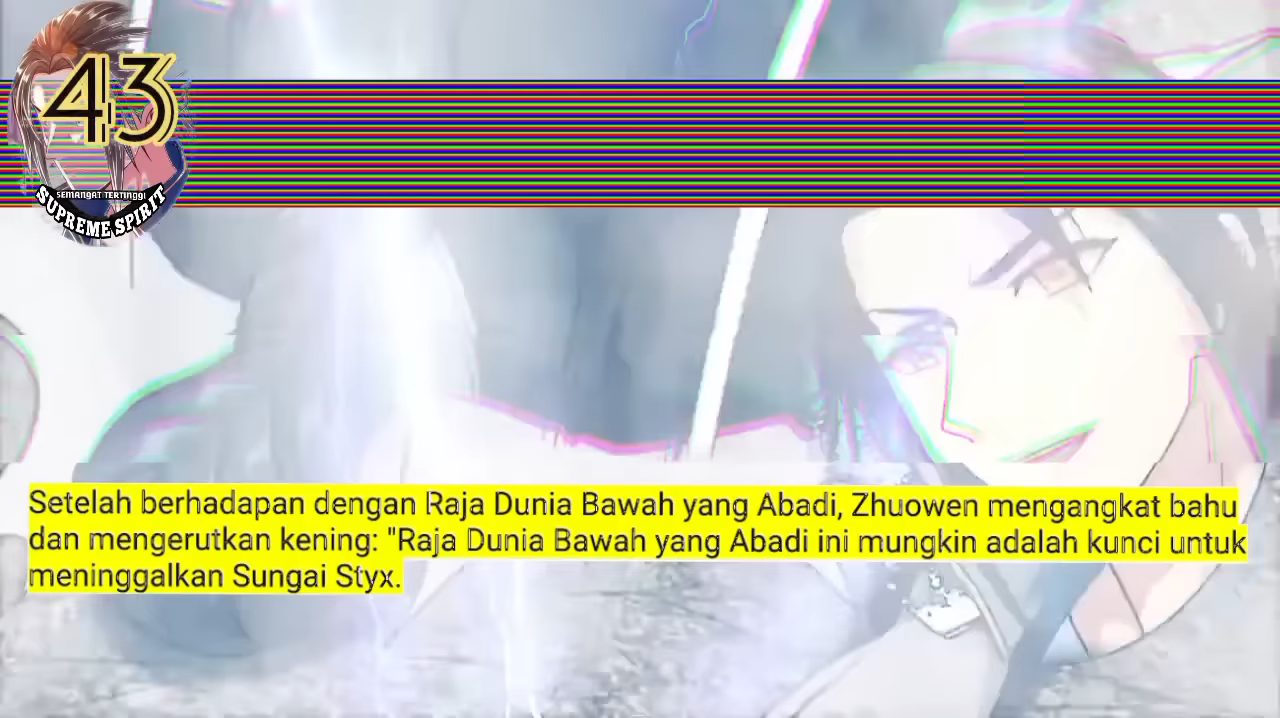 43
SEMANGAT TERTINGGI
SUPREME SPIRIT
Setelah berhadapan dengan Raja Dunia Bawah yang Abadi, Zhuowen mengangkat bahu
dan mengerutkan kening: "Raja Dunia Bawah yang Abadi ini mungkin adalah kunci untuk
meninggalkan Sungai Styx.